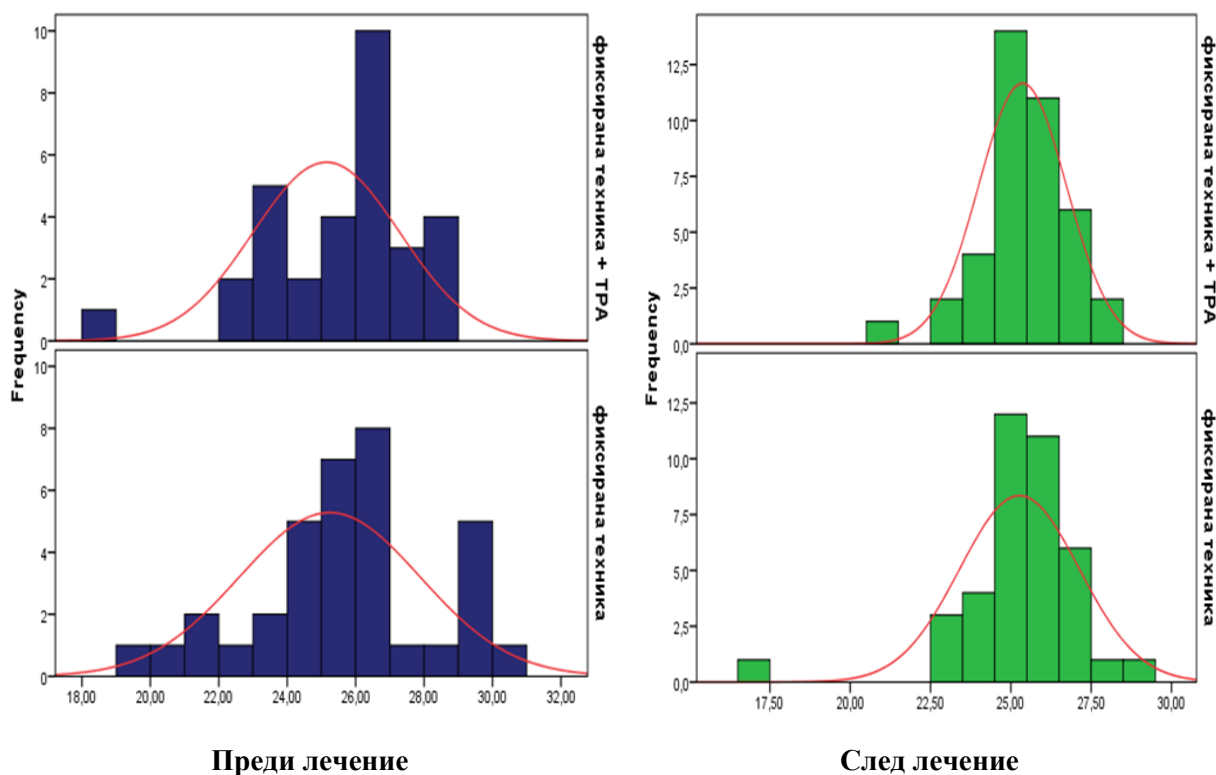 10
8
6
4
2
0
фиксирана техника + ТРА
10
8
6
4
2
0
фиксирана техника
Frequency
18,00 20,00 22,00 24,00 26,00 28,00 30,00 32,00
Преди лечение
12,5
10,0
7,5
5,0
2,5
0,0
фиксирана техника + ТРА
12,5
10,0
7,5
5,0
2,5
0,0
фиксирана техника
Frequency
17,50 20,00 22,50 25,00 27,50 30,00
След лечение